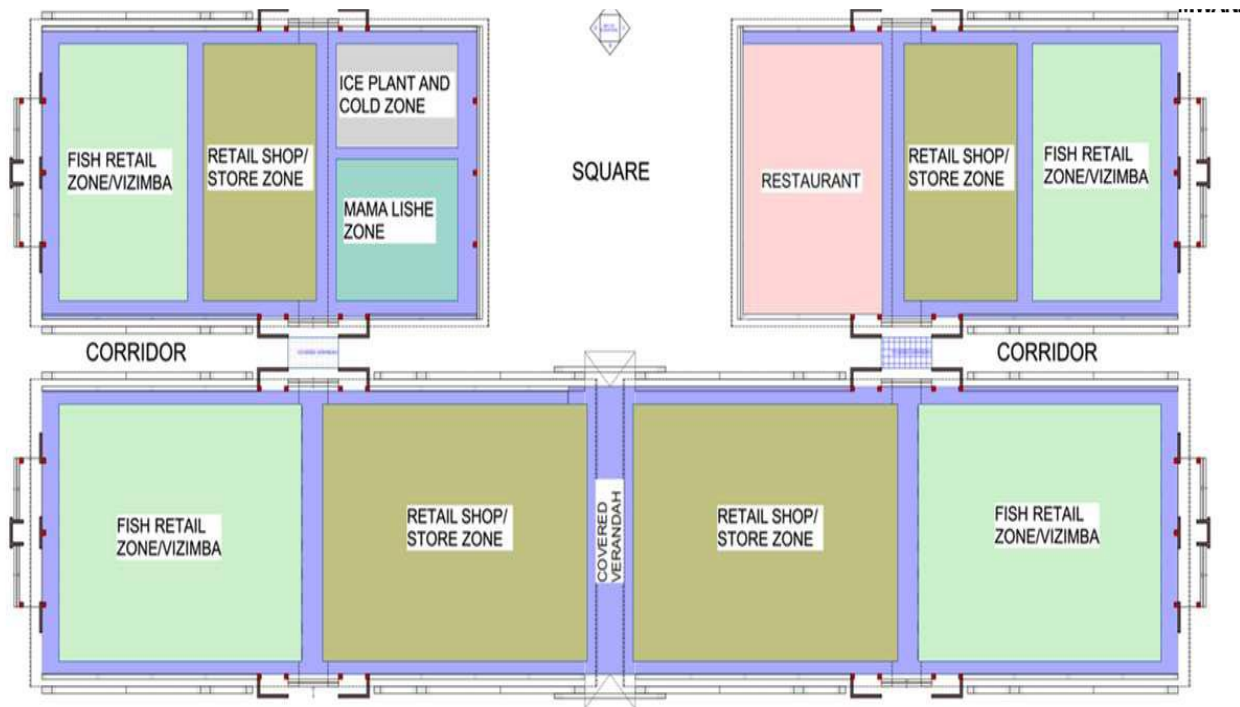 ICE PLANT AND
COLD ZONE
FISH RETAIL
ZONE/VIZIMBA
RETAIL SHOP/
STORE ZONE
MAMA LISHE
ZONE
SQUARE
RESTAURANT
RETAIL SHOP/
STORE ZONE
FISH RETAIL
ZONE/VIZIMBA
CORRIDOR
CORRIDOR
FISH RETAIL
ZONE/VIZIMBA
RETAIL SHOP/
STORE ZONE
COVERED
VERANDAH
RETAIL SHOP/
STORE ZONE
FISH RETAIL
ZONE/VIZIMBA